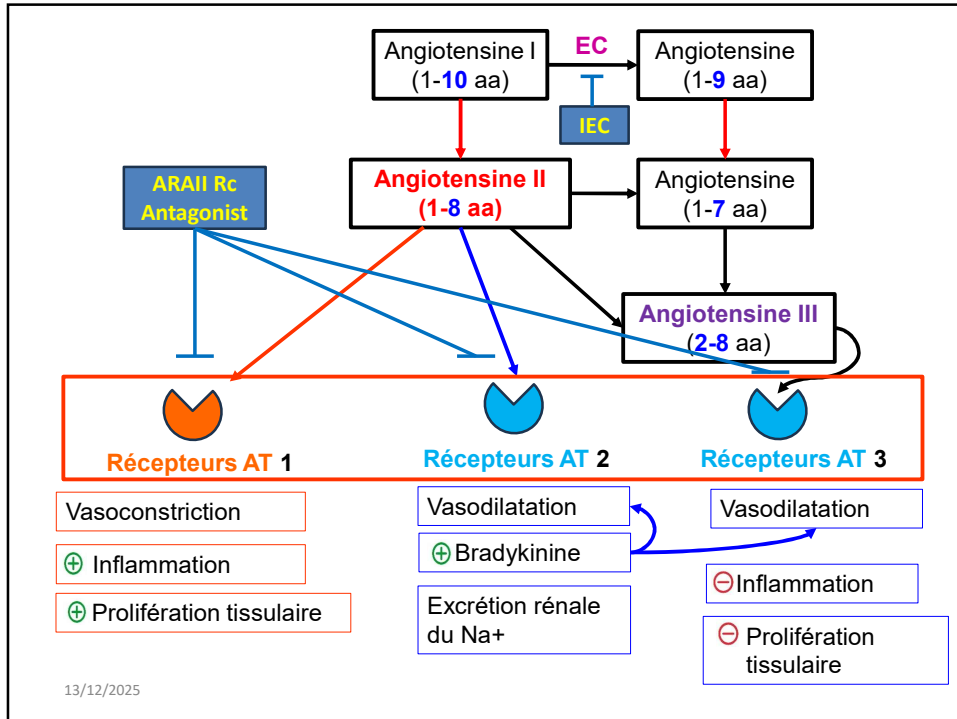 Angiotensine I
(1-10 aa)
EC
Angiotensine
(1-9 aa)
IEC
ARAII Rc
Antagonist
Angiotensine II
(1-8 aa)
Angiotensine
(1-7 aa)
Angiotensine III
(2-8 aa)
Récepteurs AT 1
Récepteurs AT 2
Récepteurs AT 3
Vasoconstriction
⊕ Inflammation
⊕ Prolifération tissulaire
Vasodilatation
⊕ Bradykinine
Excrétion rénale
du Na+
Vasodilatation
⊖ Inflammation
⊖ Prolifération
tissulaire
13/12/2025